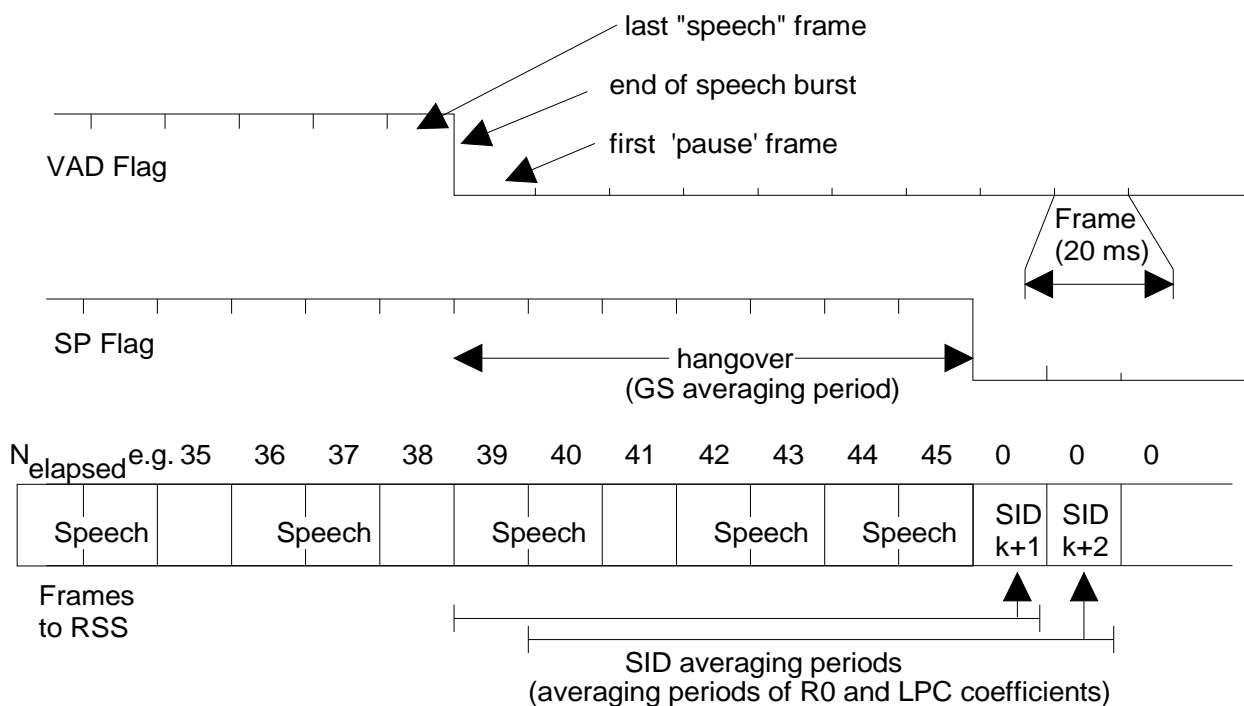 last "speech" frame
end of speech burst
first 'pause' frame
VAD Flag
Frame
(20 ms)
SP Flag
hangover
(GS averaging period)
N elapsed e.g. 35 36 37 38 39 40 41 42 43 44 45 0 0 0
Speech Speech Speech Speech Speech SID k+1 SID k+2
Frames
to RSS
SID averaging periods
(averaging periods of R0 and LPC coefficients)